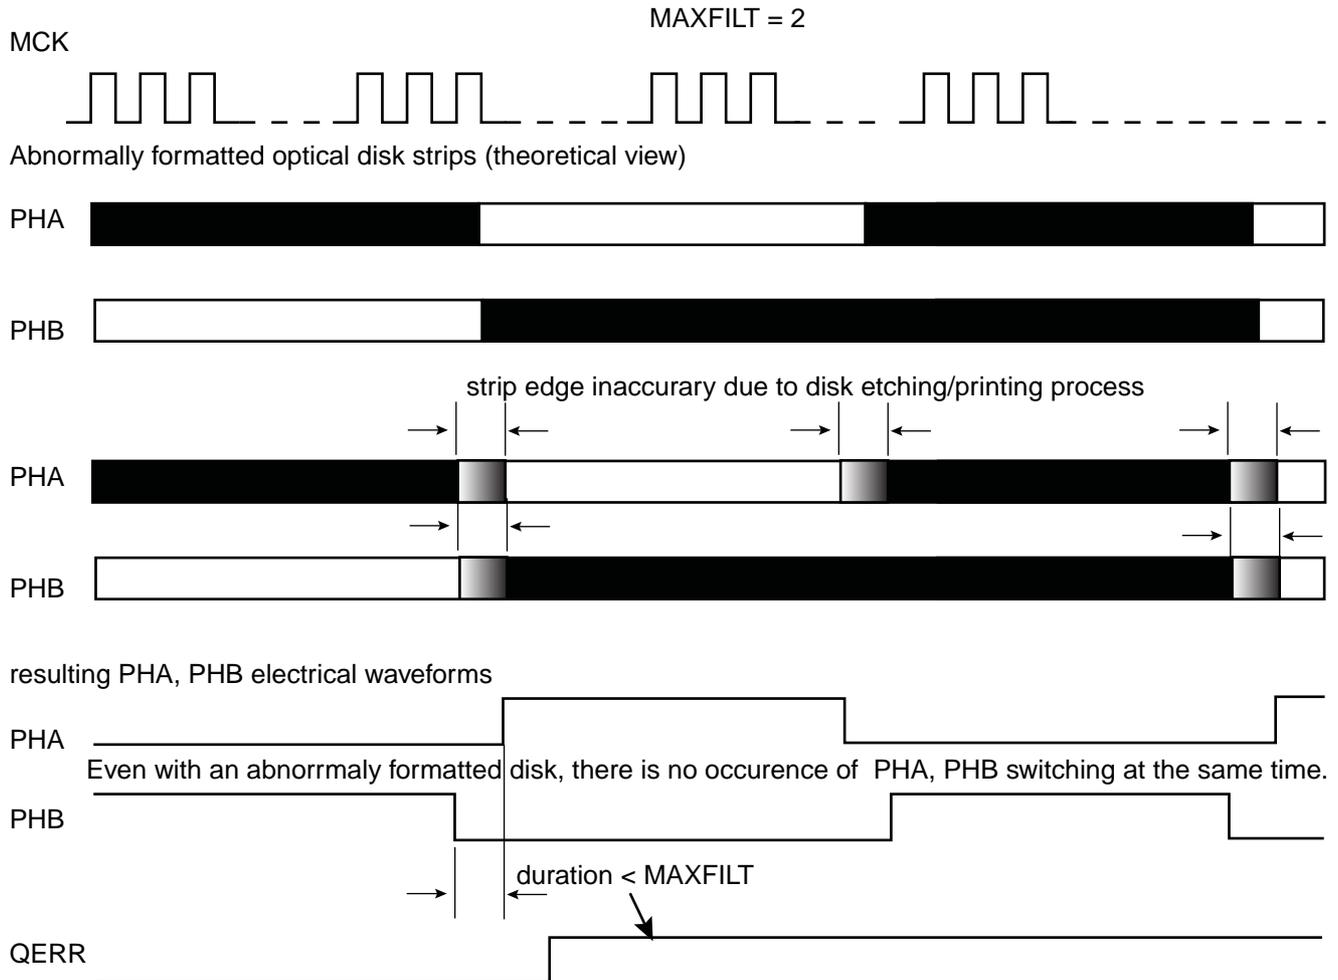 MAXFILT = 2
MCK
Abnormally formatted optical disk strips (theoretical view)
PHA
PHB
strip edge inaccurary due to disk etching/printing process
PHA
PHB
resulting PHA, PHB electrical waveforms
PHA
Even with an abnorrmaly formatted disk, there is no occurence of PHA, PHB switching at the same time.
PHB
duration < MAXFILT
QERR